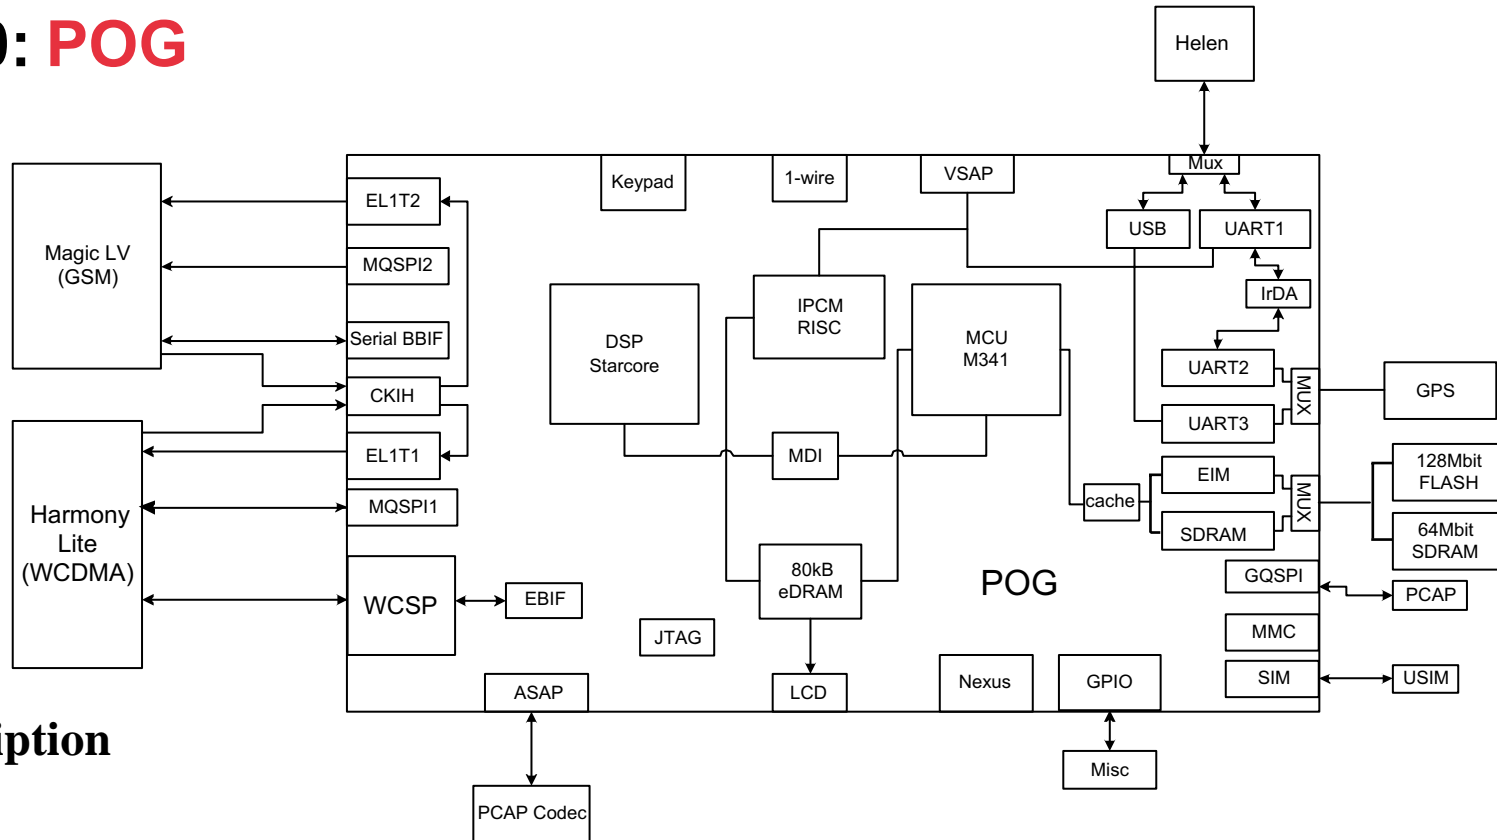 : POG
Helen
Mux
Keypad
1-wire
VSAP
EL1T2
USB
UART1
Magic LV
(GSM)
MQSPI2
IrDA
IPCM
RISC
DSP
Starcore
MCU
M341
Serial BBIF
UART2
CKIH
MUX
GPS
UART3
EL1T1
MDI
EIM
128Mbit
FLASH
cache
MUX
MQSPI1
Harmony
Lite
(WCDMA)
SDRAM
64Mbit
SDRAM
80kB
eDRAM
POG
GQSPI
PCAP
WCSP
EBIF
JTAG
MMC
SIM
USIM
ASAP
LCD
Nexus
GPIO
iption
Misc
PCAP Codec